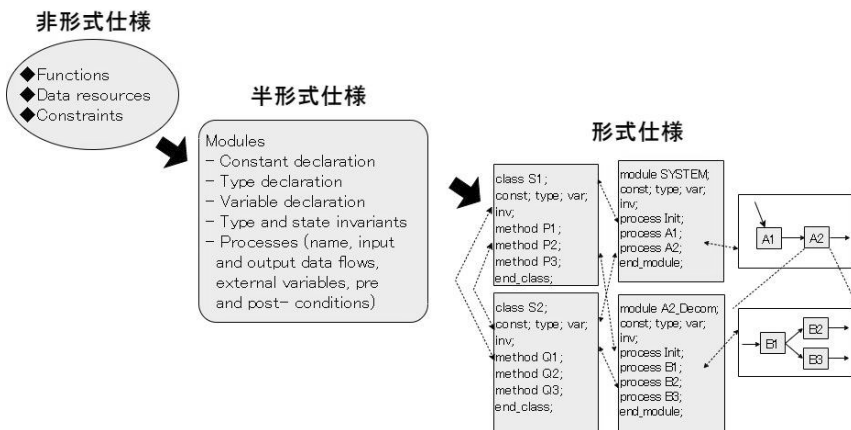 非形式仕様
◆Functions
◆Data resources
◆Constraints
半形式仕様
Modules
- Constant declaration
- Type declaration
- Variable declaration
- Type and state invariants
- Processes (name, input
and output data flows,
external variables, pre
and post- conditions)
形式仕様
class S1;
const; type; var;
inv;
method P1;
method P2;
method P3;
end_class;
class S2;
const; type; var;
inv;
method Q1;
method Q2;
method Q3;
end_class;
module SYSTEM;
const; type; var;
inv;
process Init;
process A1;
process A2;
end_module;
module A2_Decom;
const; type; var;
inv;
process Init;
process B1;
process B2;
process B3;
end_module;
A1
A2
B1
B2
B3